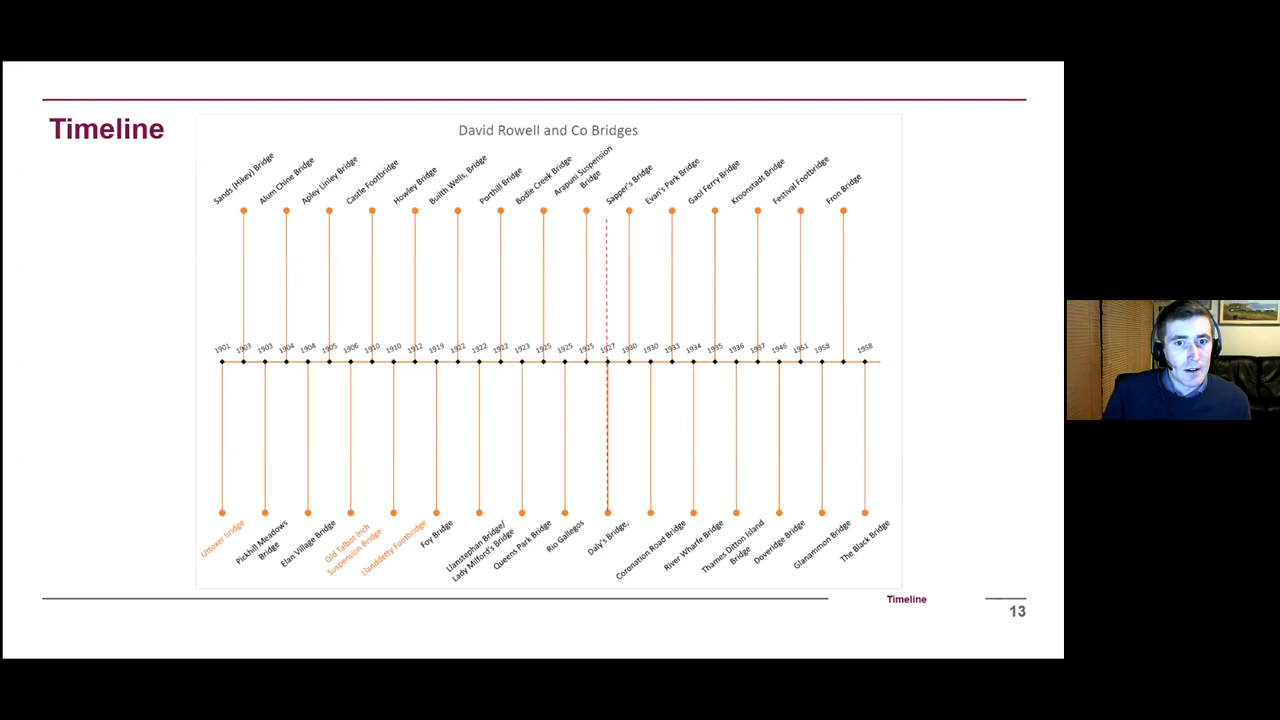 Timeline
David Rowell and Co Bridges
Sands (Hikey) Bridge
Alum Chine Bridge
Apley Linley Bridge
Castle Footbridge
Howley Bridge
Builth Wells, Bridge
Porthill Bridge
Bodie Creek Bridge
Arapuni Suspension
Bridge
Sapper's Bridge
Evan's Park Bridge
Gaol Ferry Bridge
Kroonstadt Bridge
Festival Footbridge
Fron Bridge
1901 1903 1903 1904 1904 1905 1906 1910 1910 1912 1919 1922 1922 1922 1923 1925 1925 1925 1927 1930 1930 1933 1934 1935 1936 1937 1946 1951 1958 1958
Uttoxer bridge
Pickhill Meadows
Bridge
Elan Village Bridge
Old Talbot Inch
Suspension Bridge
Llanddetty Footbridge
Foy Bridge
Llanstephan Bridge/
Lady Milford's Bridge
Queens Park Bridge
Rio Gallegos
Daly's Bridge,
Coronation Road Bridge
River Wharfe Bridge
Thames Ditton Island
Bridge
Doveridge Bridge
Glanammon Bridge
The Black Bridge
Timeline
13